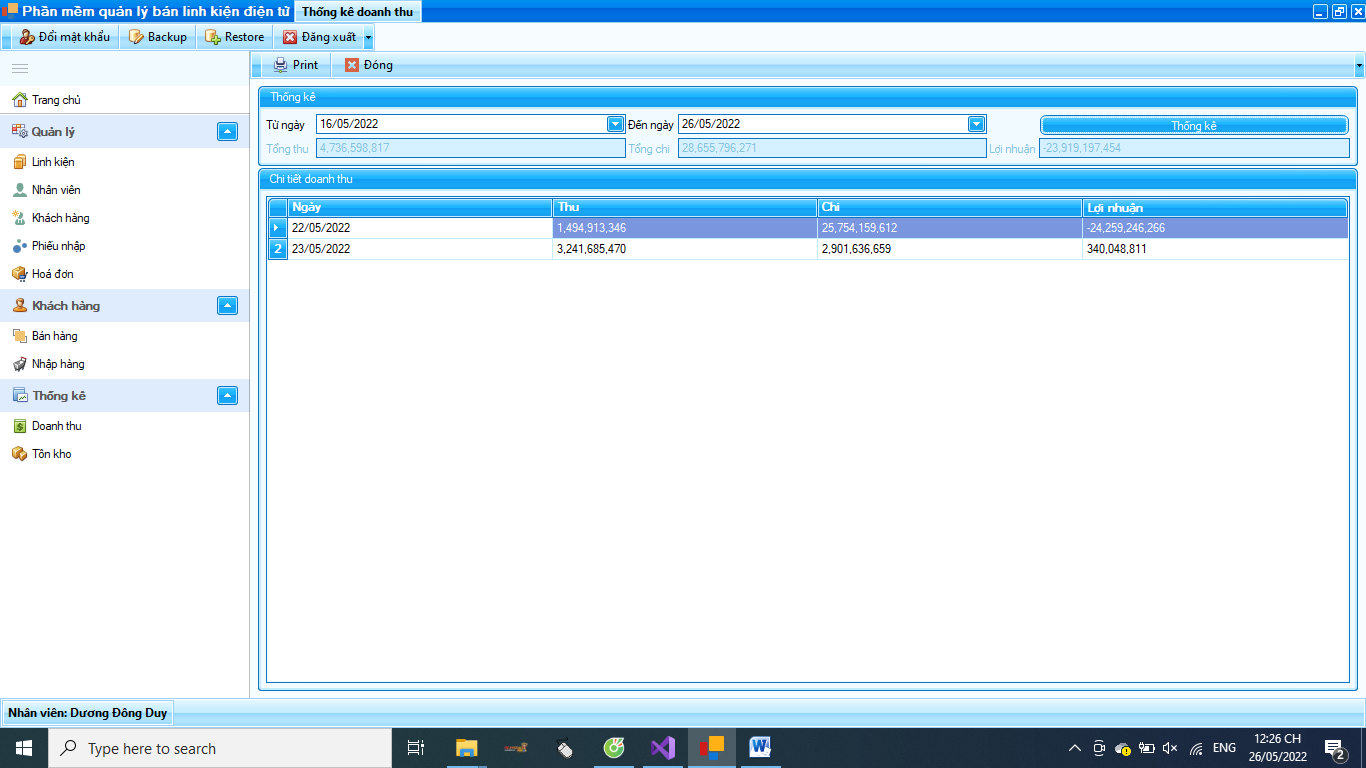 Phần mềm quản lý bán linh kiện điện tử Thống kê doanh thu
Đổi mật khẩu Backup Restore Đăng xuất
Print Đóng
Trang chủ
Quản lý
Linh kiện
Nhân viên
Khách hàng
Phiếu nhập
Hoá đơn
Khách hàng
Bán hàng
Nhập hàng
Thống kê
Doanh thu
Tồn kho
Thống kê
Từ ngày 16/05/2022 Đến ngày 26/05/2022 Thống kê
Tổng thu 4,736,598,817 Tổng chi 28,655,796,271 Lợi nhuận -23,919,197,454
Chi tiết doanh thu
Ngày Thu Chi Lợi nhuận
22/05/2022 1,494,913,346 25,754,159,612 -24,259,246,266
2 23/05/2022 3,241,685,470 2,901,636,659 340,048,811
Nhân viên: Dương Đông Duy
Type here to search
ENG
12:26 CH
26/05/2022
2